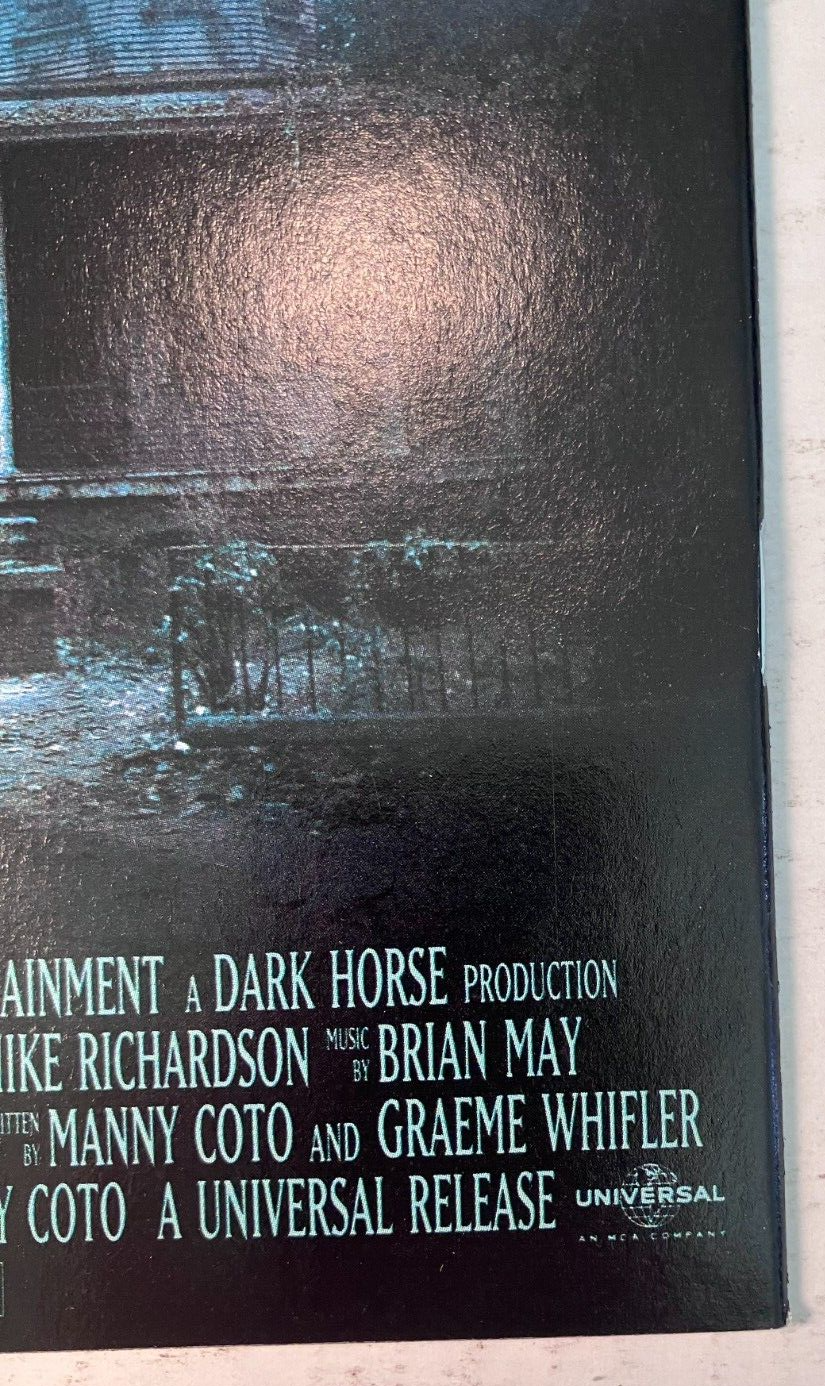 AINMENT A DARK HORSE PRODUCTION
IKE RICHARDSON MUSIC BY BRIAN MAY
ITTEN BY MANNY COTO AND GRAEME WHIFLER
Y COTO A UNIVERSAL RELEASE UNIVERSAL
AN MCA COMPANY